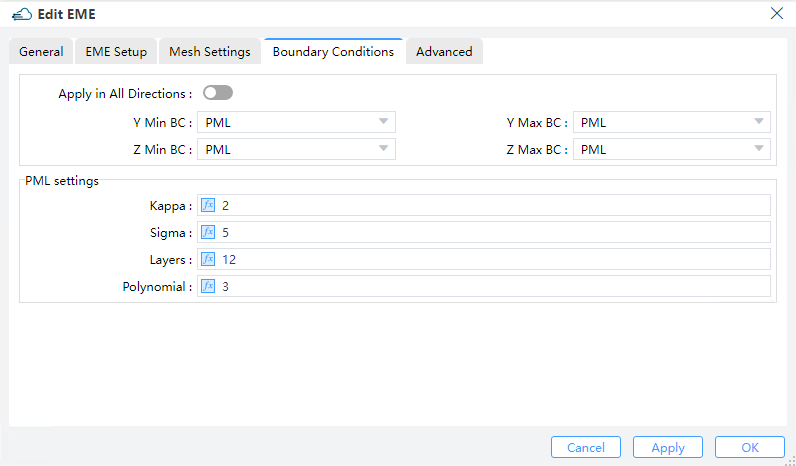 Edit EME
General EME Setup Mesh Settings Boundary Conditions Advanced
Apply in All Directions :
Y Min BC : PML Y Max BC : PML
Z Min BC : PML Z Max BC : PML
PML settings
Kappa : fx 2
Sigma : fx 5
Layers : fx 12
Polynomial : fx 3
Cancel Apply OK